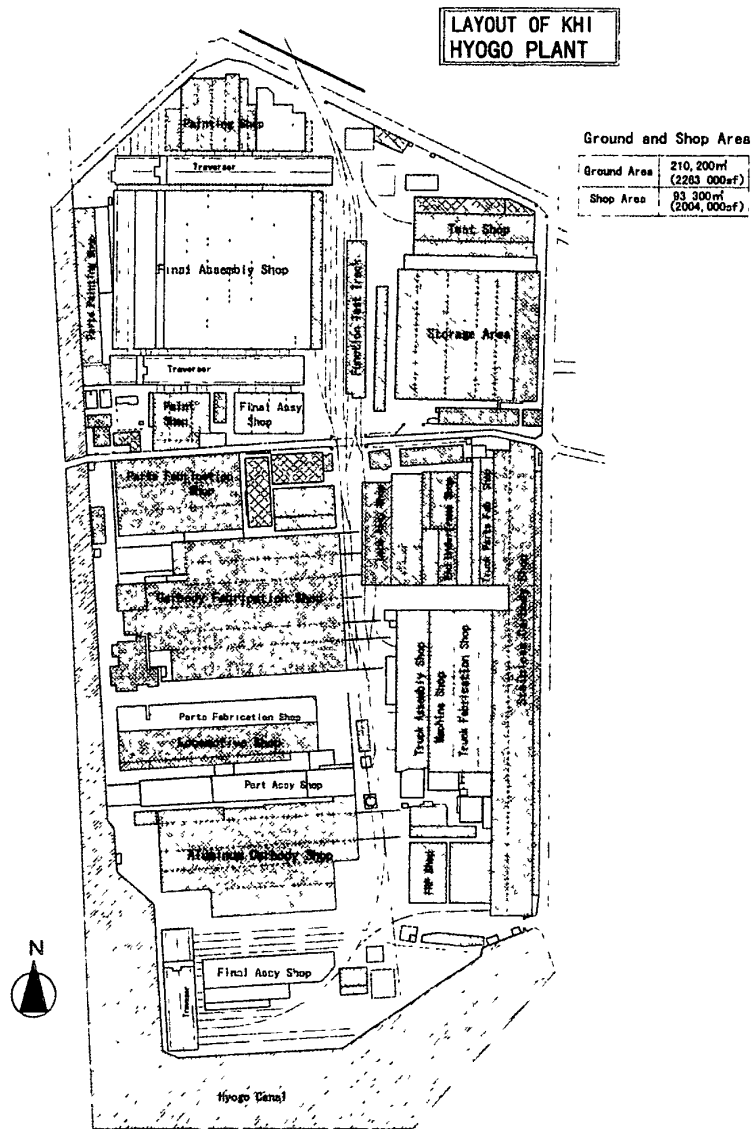 LAYOUT OF KHI
HYOGO PLANT
Ground and Shop Area
Ground Area
210,200㎡
(2263 000sf)
Shop Area
93 300㎡
(2004,000sf)
Painting Shop
Traverser
Parts Painting Shop
Final Assembly Shop
Function Test Track
Test Shop
Storage Area
Traverser
Paint
Shop
Final Assy
Shop
Parts Fabrication
Shop
Truck Parts Fab Shop
Stainless Carbody Shop
Carbody Fabrication Shop
Truck Assembly Shop
Machine Shop
Truck Fabrication Shop
Parts Fabrication Shop
Locomotive Shop
Part Assy Shop
Aluminum Carbody Shop
FRP Shop
N
Final Assy Shop
Traverser
Hyogo Canal